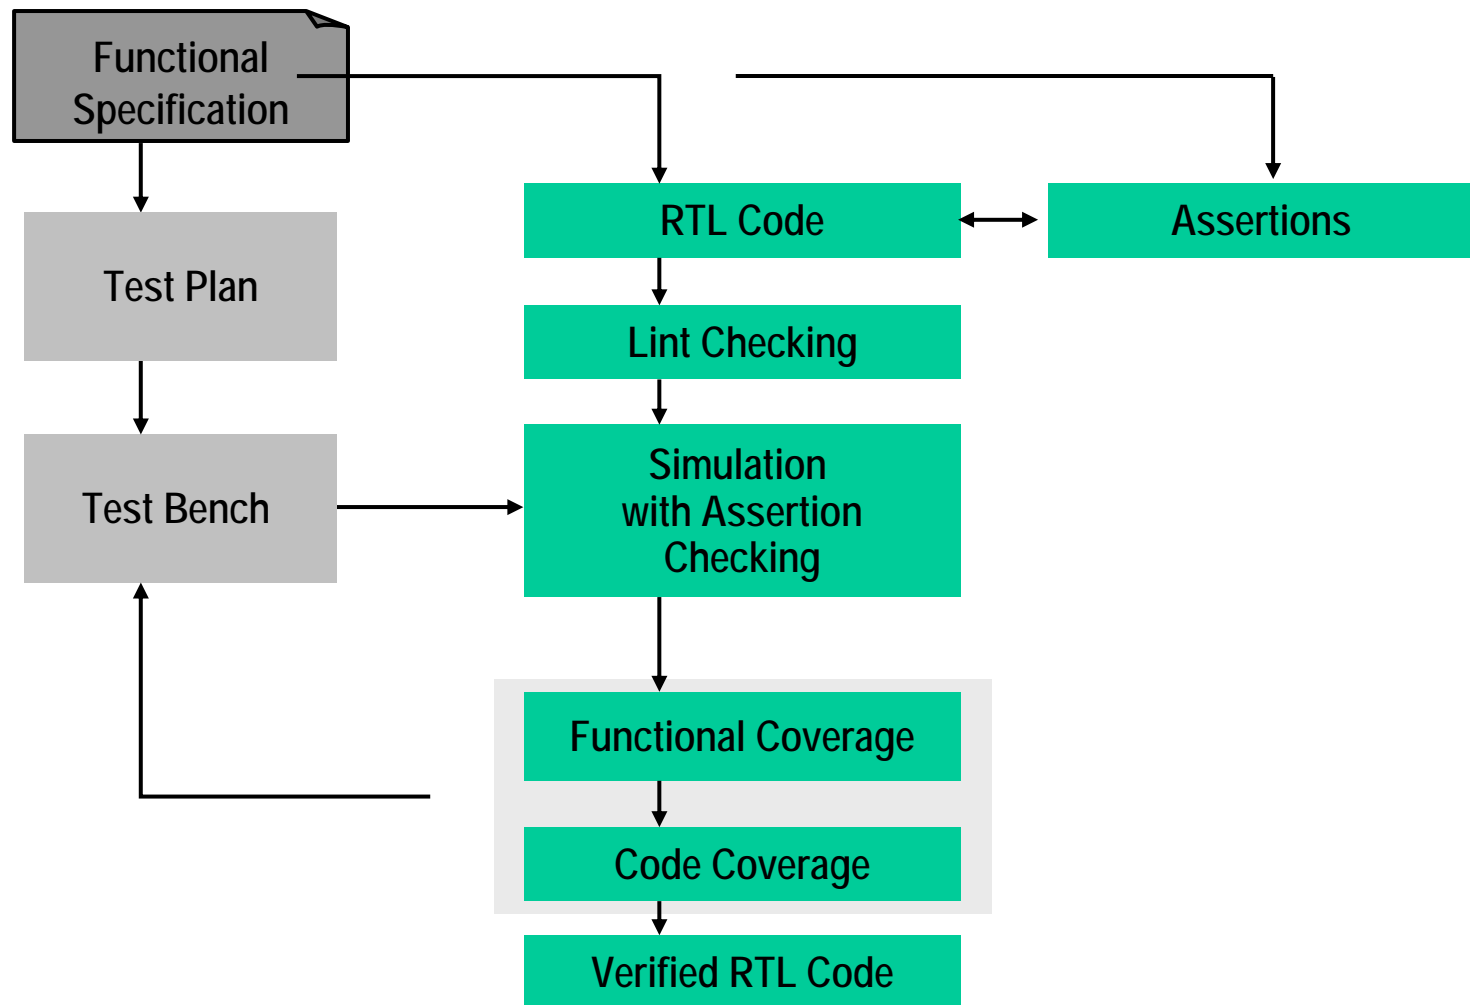 Functional
Specification
RTL Code
Assertions
Test Plan
Lint Checking
Test Bench
Simulation
with Assertion
Checking
Functional Coverage
Code Coverage
Verified RTL Code